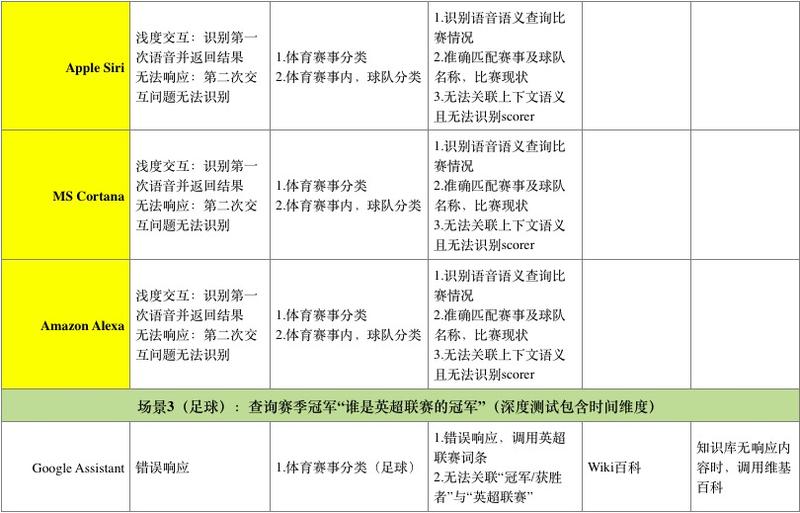 Apple Siri
浅度交互：识别第一
次语音并返回结果
无法响应：第二次交
互问题无法识别
1.体育赛事分类
2.体育赛事内，球队分类
1.识别语音语义查询比
赛情况
2.准确匹配赛事及球队
名称，比赛现状
3.无法关联上下文语义
且无法识别scorer
MS Cortana
浅度交互：识别第一
次语音并返回结果
无法响应：第二次交
互问题无法识别
1.体育赛事分类
2.体育赛事内，球队分类
1.识别语音语义查询比
赛情况
2.准确匹配赛事及球队
名称，比赛现状
3.无法关联上下文语义
且无法识别scorer
Amazon Alexa
浅度交互：识别第一
次语音并返回结果
无法响应：第二次交
互问题无法识别
1.体育赛事分类
2.体育赛事内，球队分类
1.识别语音语义查询比
赛情况
2.准确匹配赛事及球队
名称，比赛现状
3.无法关联上下文语义
且无法识别scorer
场景3（足球）：查询赛季冠军“谁是英超联赛的冠军”（深度测试包含时间维度）
Google Assistant
错误响应
1.体育赛事分类（足球）
1.错误响应，调用英超
联赛词条
2.无法关联“冠军/获胜
者”与“英超联赛”
Wiki百科
知识库无响应内
容时，调用维基
百科